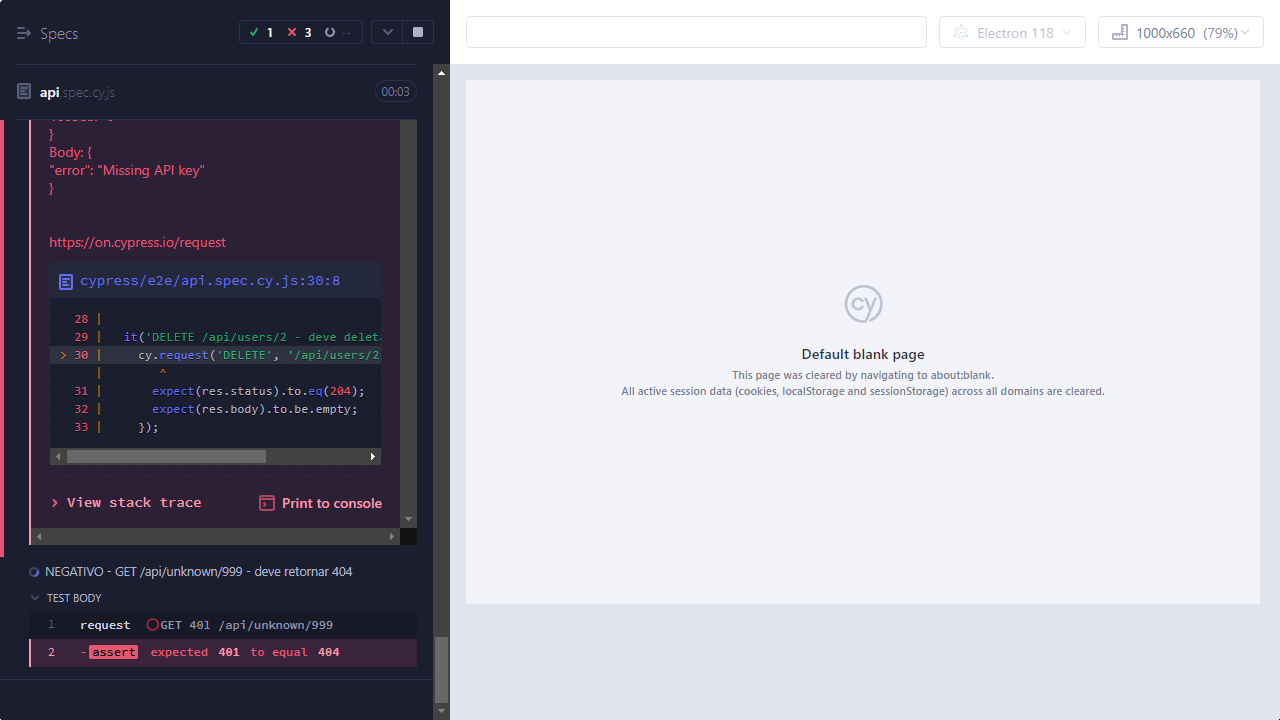 Specs
1
3
--
Electron 118
1000x660 (79%)
api.spec.cy.js
00:03
}
Body: {
"error": "Missing API key"
}
https://on.cypress.io/request
cypress/e2e/api.spec.cy.js:30:8
28 |
29 | it('DELETE /api/users/2 - deve delet
> 30 | cy.request('DELETE', '/api/users/2
| ^
31 | expect(res.status).to.eq(204);
32 | expect(res.body).to.be.empty;
33 | });
View stack trace
Print to console
NEGATIVO - GET /api/unknown/999 - deve retornar 404
TEST BODY
1 request GET 401 /api/unknown/999
2 -assert expected 401 to equal 404
cy
Default blank page
This page was cleared by navigating to about:blank.
All active session data (cookies, localStorage and sessionStorage) across all domains are cleared.